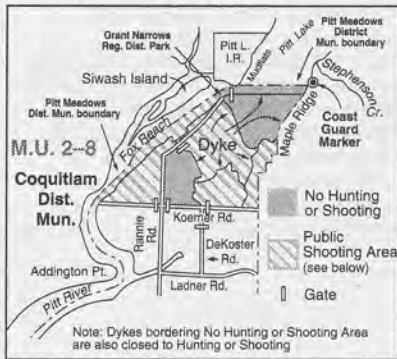 Grant Narrows
Reg. Dist. Park
Pitt L.
I.R.
Mudflats
Pitt Lake
Pitt Meadows
District
Mun. boundary
Siwash Island
Stephenson
Cr.
Pitt Meadows
Dist. Mun. boundary
Fox Reach
Dyke
Maple Ridge
Coast
Guard
Marker
M.U. 2-8
Coquitlam
Dist.
Mun.
No Hunting
or Shooting
Koerner Rd.
Rannie
Rd.
DeKoster
Rd.
Public
Shooting Area
(see below)
Addington Pt.
Ladner Rd.
Gate
Pitt River
Note: Dykes bordering No Hunting or Shooting Area
are also closed to Hunting or Shooting